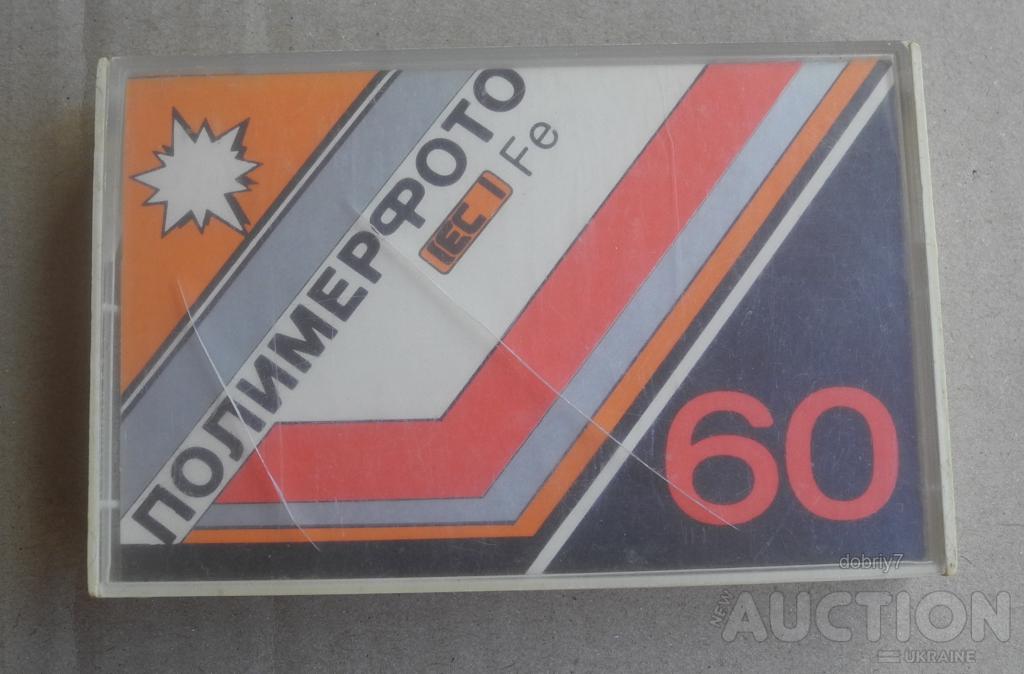 ПОЛИМЕРФОТО
IEC I Fe
60
dobriy7
NEW AUCTION
UKRAINE